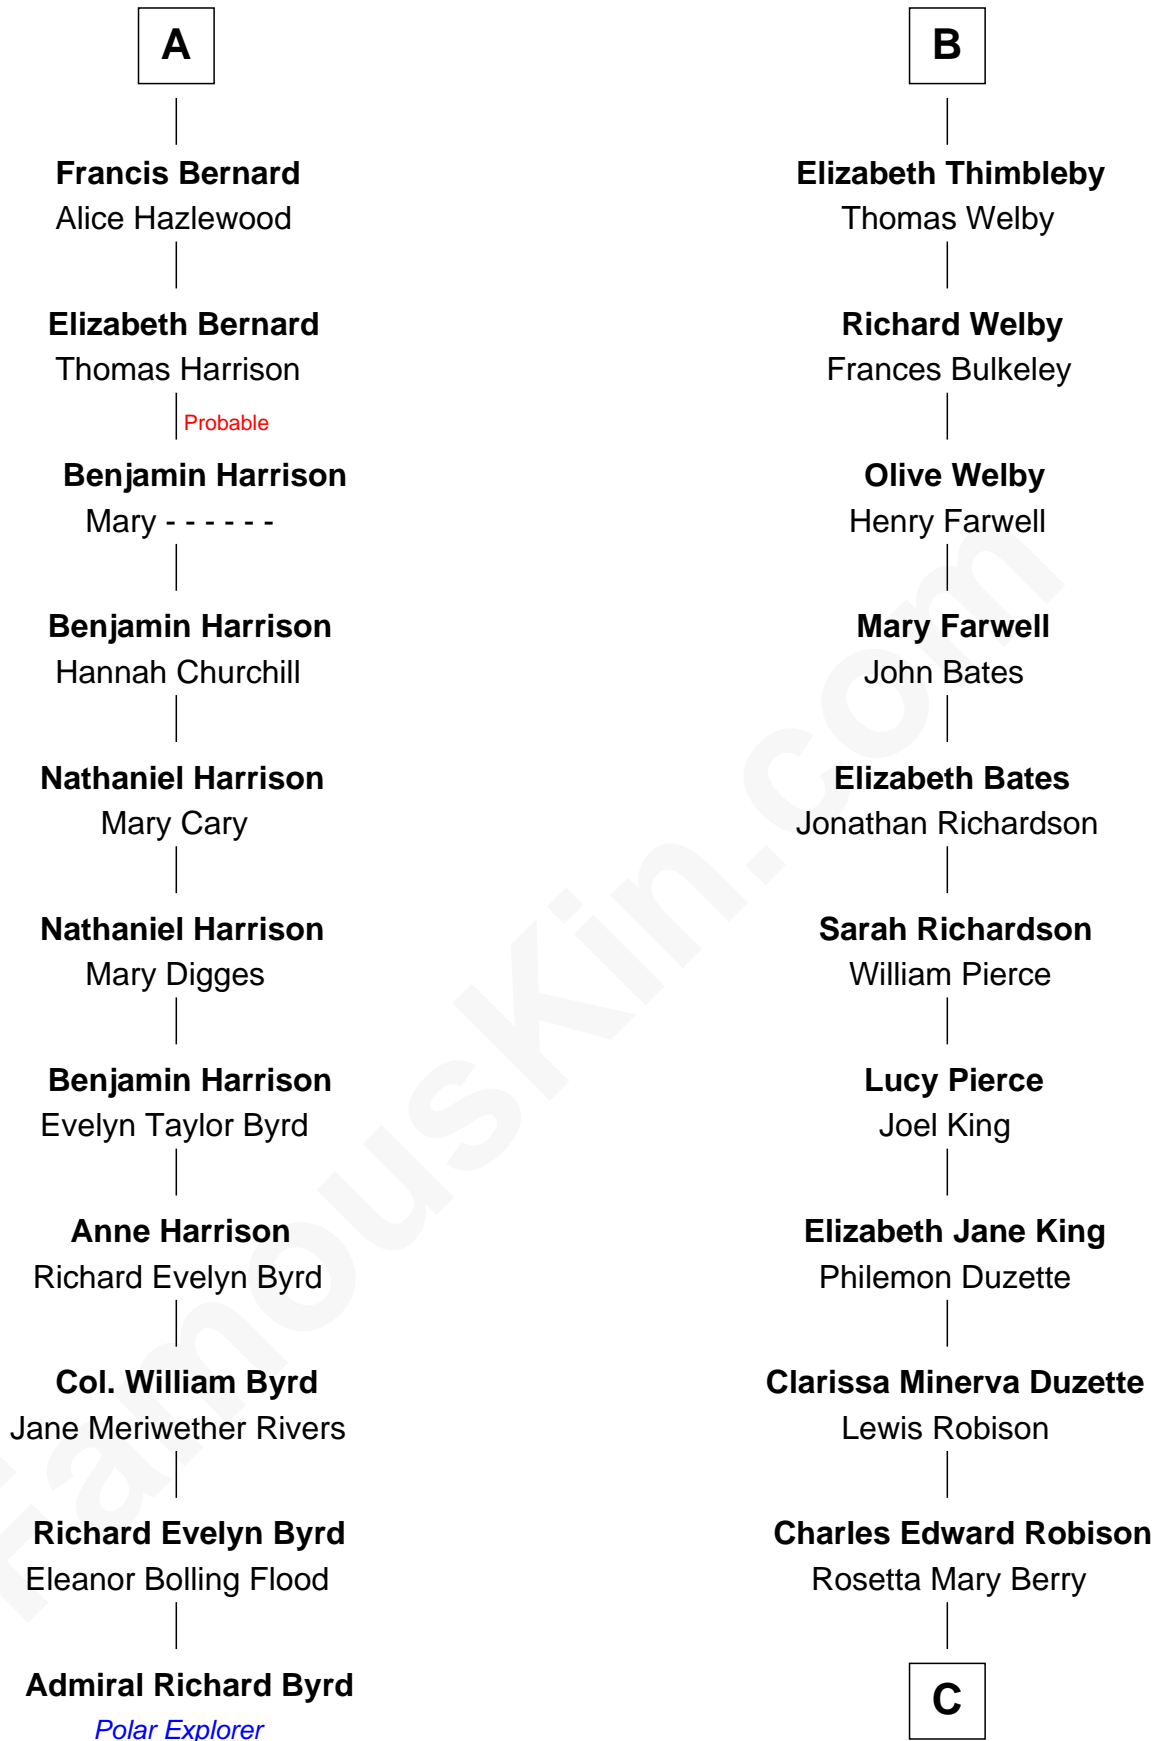 A
Francis Bernard
Alice Hazlewood
Elizabeth Bernard
Thomas Harrison
Probable
Benjamin Harrison
Mary - - - - - -
Benjamin Harrison
Hannah Churchill
Nathaniel Harrison
Mary Cary
Nathaniel Harrison
Mary Digges
Benjamin Harrison
Evelyn Taylor Byrd
Anne Harrison
Richard Evelyn Byrd
Col. William Byrd
Jane Meriwether Rivers
Richard Evelyn Byrd
Eleanor Bolling Flood
Admiral Richard Byrd
Polar Explorer
B
Elizabeth Thimbleby
Thomas Welby
Richard Welby
Frances Bulkeley
Olive Welby
Henry Farwell
Mary Farwell
John Bates
Elizabeth Bates
Jonathan Richardson
Sarah Richardson
William Pierce
Lucy Pierce
Joel King
Elizabeth Jane King
Philemon Duzette
Clarissa Minerva Duzette
Lewis Robison
Charles Edward Robison
Rosetta Mary Berry
C
FamousKin.com